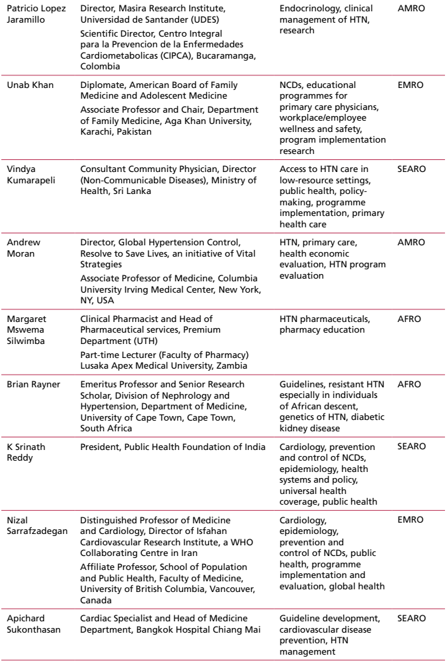 Patricio Lopez Jaramillo
Director, Masira Research Institute, Universidad de Santander (UDES)
Scientific Director, Centro Integral para la Prevencion de la Enfermedades Cardiometabolicas (CIPCA), Bucaramanga, Colombia
Endocrinology, clinical management of HTN, research
AMRO
Unab Khan
Diplomate, American Board of Family Medicine and Adolescent Medicine
Associate Professor and Chair, Department of Family Medicine, Aga Khan University, Karachi, Pakistan
NCDs, educational programmes for primary care physicians, workplace/employee wellness and safety, program implementation research
EMRO
Vindya Kumarapeli
Consultant Community Physician, Director (Non-Communicable Diseases), Ministry of Health, Sri Lanka
Access to HTN care in low-resource settings, public health, policy-making, programme implementation, primary health care
SEARO
Andrew Moran
Director, Global Hypertension Control, Resolve to Save Lives, an initiative of Vital Strategies
Associate Professor of Medicine, Columbia University Irving Medical Center, New York, NY, USA
HTN, primary care, health economic evaluation, HTN program evaluation
AMRO
Margaret Mswema Silwimba
Clinical Pharmacist and Head of Pharmaceutical services, Premium Department (UTH)
Part-time Lecturer (Faculty of Pharmacy) Lusaka Apex Medical University, Zambia
HTN pharmaceuticals, pharmacy education
AFRO
Brian Rayner
Emeritus Professor and Senior Research Scholar, Division of Nephrology and Hypertension, Department of Medicine, University of Cape Town, Cape Town, South Africa
Guidelines, resistant HTN especially in individuals of African descent, genetics of HTN, diabetic kidney disease
AFRO
K Srinath Reddy
President, Public Health Foundation of India
Cardiology, prevention and control of NCDs, epidemiology, health systems and policy, universal health coverage, public health
SEARO
Nizal Sarrafzadegan
Distinguished Professor of Medicine and Cardiology, Director of Isfahan Cardiovascular Research Institute, a WHO Collaborating Centre in Iran
Affiliate Professor, School of Population and Public Health, Faculty of Medicine, University of British Columbia, Vancouver, Canada
Cardiology, epidemiology, prevention and control of NCDs, public health, programme implementation and evaluation, global health
EMRO
Apichard Sukonthasan
Cardiac Specialist and Head of Medicine Department, Bangkok Hospital Chiang Mai
Guideline development, cardiovascular disease prevention, HTN management
SEARO